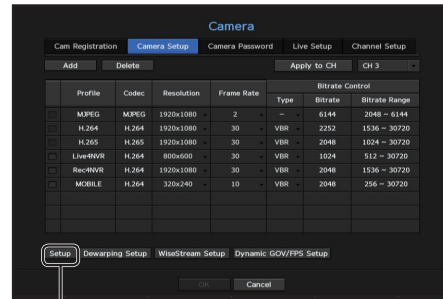 Camera
Cam Registration Camera Setup Camera Password Live Setup Channel Setup
Add Delete Apply to CH CH 3
Profile Codec Resolution Frame Rate Bitrate Control
Type Bitrate Bitrate Range
MJPEG MJPEG 1920x1080 2 - 6144 2048 ~ 6144
H.264 H.264 1920x1080 30 VBR 2252 1536 ~ 30720
H.265 H.265 1920x1080 30 VBR 2048 1024 ~ 30720
Live4NVR H.264 800x600 30 VBR 1024 512 ~ 30720
Rec4NVR H.264 1920x1080 30 VBR 2048 1536 ~ 30720
MOBILE H.264 320x240 10 VBR 2048 256 ~ 30720
Setup Dewarping Setup WiseStream Setup Dynamic GOV/FPS Setup
OK Cancel